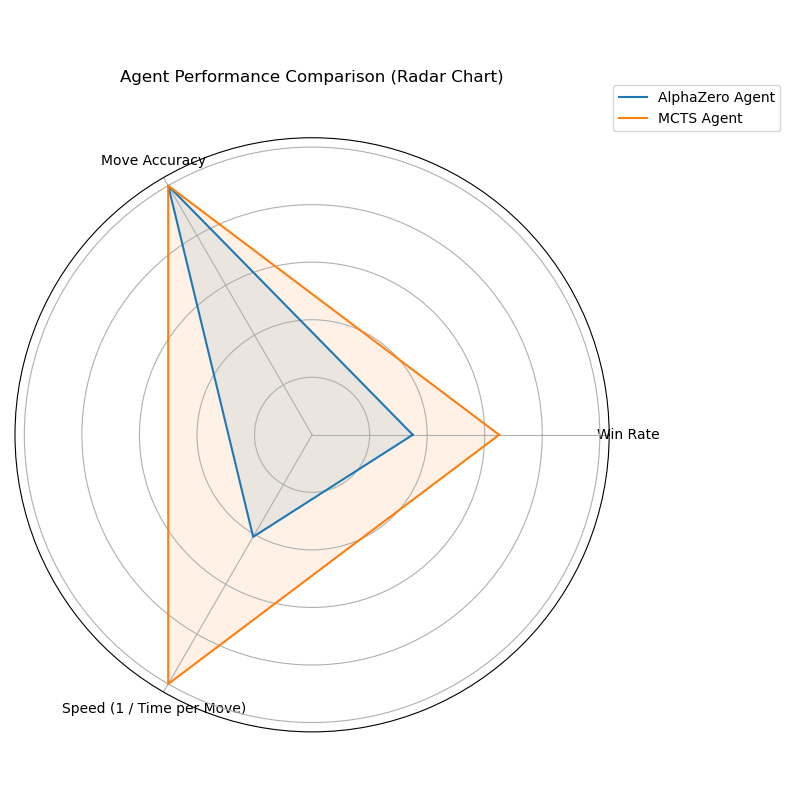 Agent Performance Comparison (Radar Chart)
AlphaZero Agent
MCTS Agent
Move Accuracy
Win Rate
Speed (1 / Time per Move)